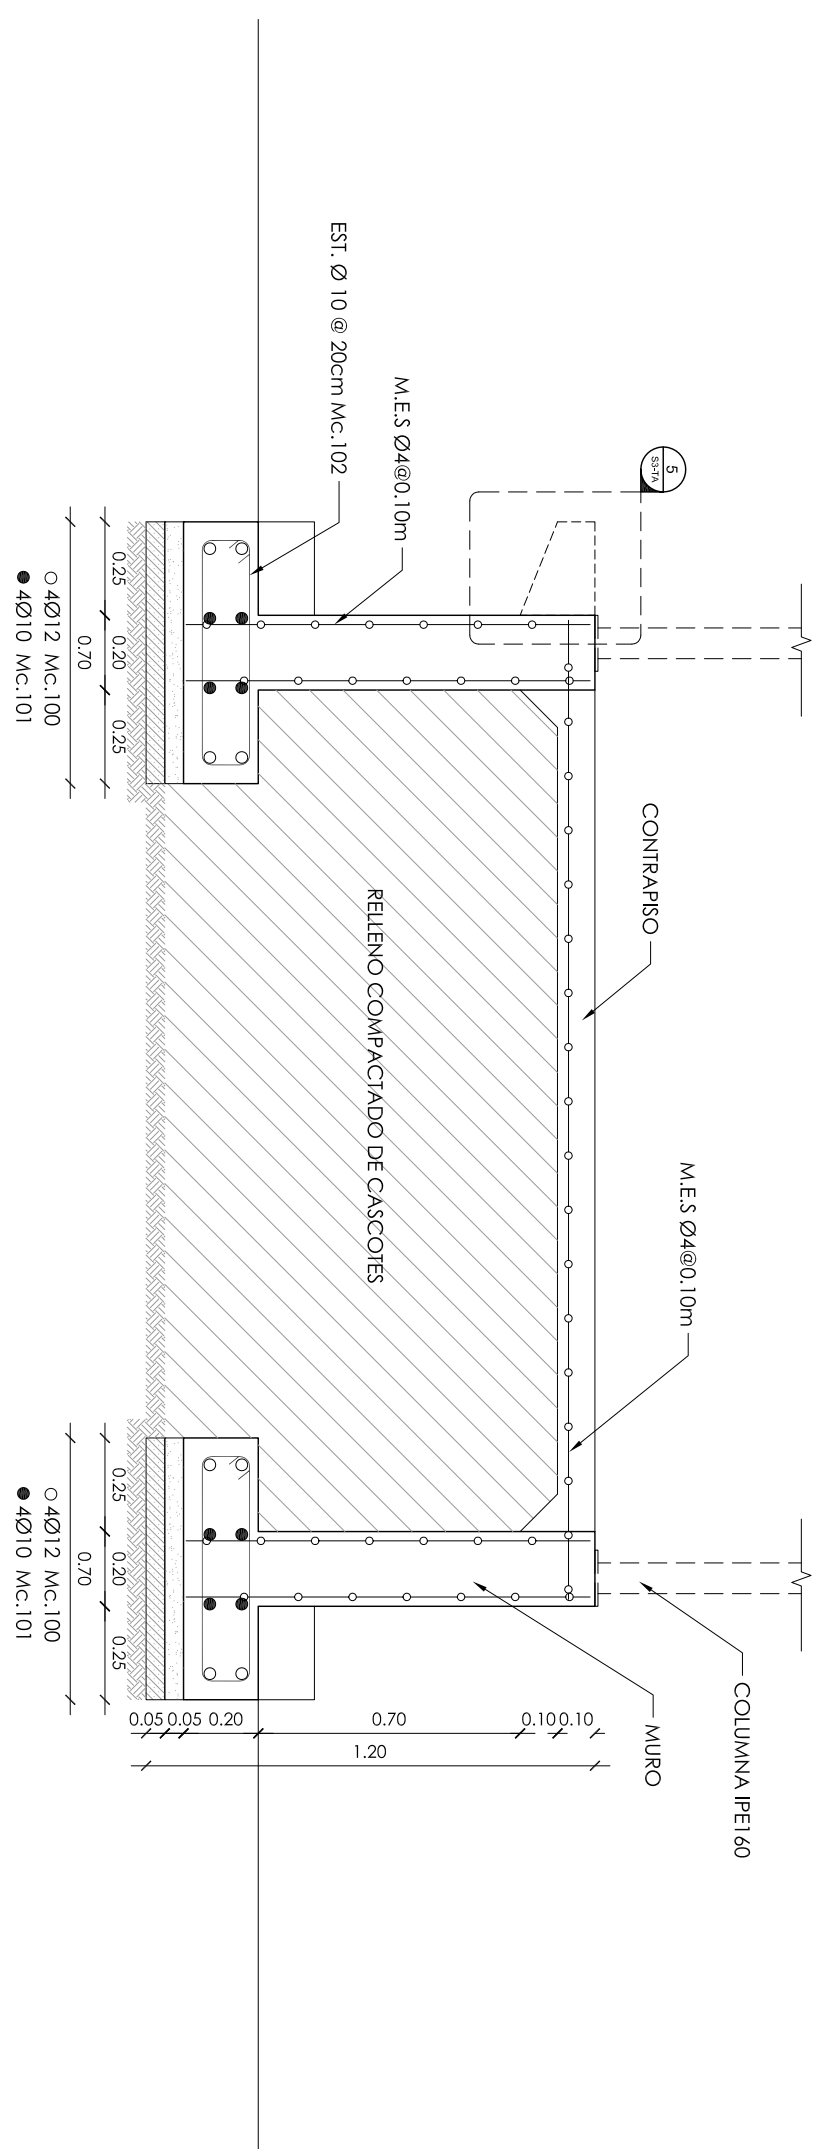 5
S3-TA
COLUMNA IPE160
M.E.S Ø4@0.10m
CONTRAPISO
MURO
M.E.S Ø4@0.10m
EST. Ø 10 @ 20cm Mc.102
RELLENO COMPACTADO DE CASCOTES
0.10
0.10
0.70
0.20
0.05
0.05
1.20
0.25
0.20
0.25
0.70
4Ø12 Mc.100
4Ø10 Mc.101
0.25
0.20
0.25
0.70
4Ø12 Mc.100
4Ø10 Mc.101